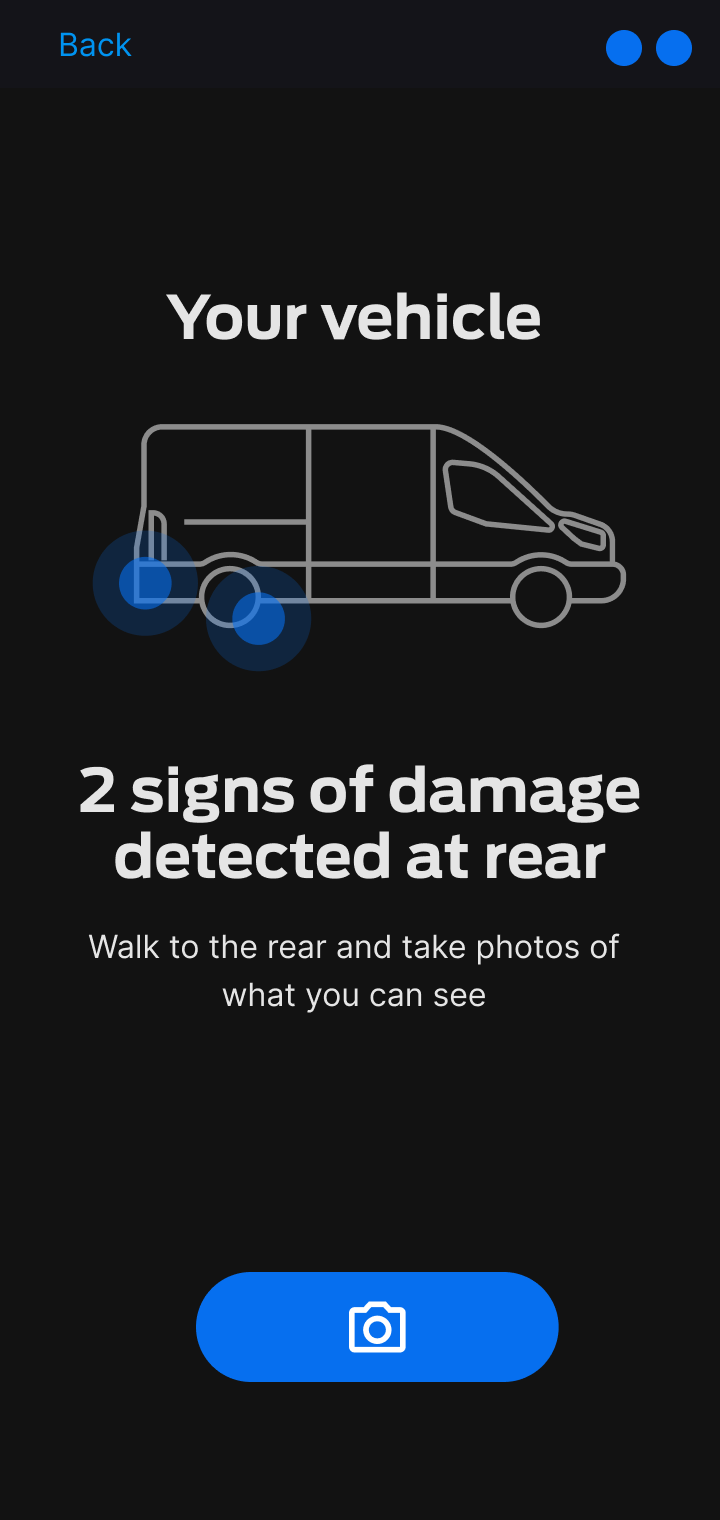 Back
Your vehicle
2 signs of damage
detected at rear
Walk to the rear and take photos of
what you can see